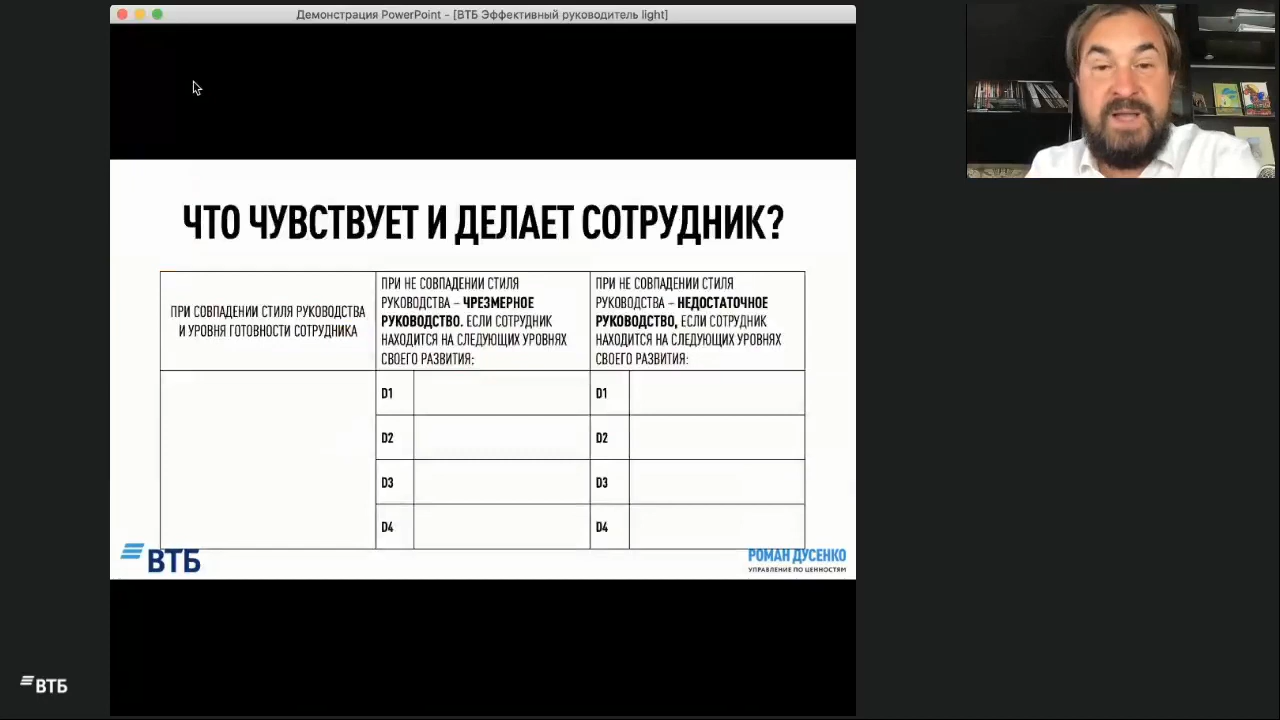 Демонстрация PowerPoint - [ВТБ Эффективный руководитель light]
ЧТО ЧУВСТВУЕТ И ДЕЛАЕТ СОТРУДНИК?
ПРИ СОВПАДЕНИИ СТИЛЯ РУКОВОДСТВА
И УРОВНЯ ГОТОВНОСТИ СОТРУДНИКА
ПРИ НЕ СОВПАДЕНИИ СТИЛЯ
РУКОВОДСТВА – ЧРЕЗМЕРНОЕ
РУКОВОДСТВО. ЕСЛИ СОТРУДНИК
НАХОДИТСЯ НА СЛЕДУЮЩИХ УРОВНЯХ
СВОЕГО РАЗВИТИЯ:
ПРИ НЕ СОВПАДЕНИИ СТИЛЯ
РУКОВОДСТВА – НЕДОСТАТОЧНОЕ
РУКОВОДСТВО, ЕСЛИ СОТРУДНИК
НАХОДИТСЯ НА СЛЕДУЮЩИХ УРОВНЯХ
СВОЕГО РАЗВИТИЯ:
D1
D1
D2
D2
D3
D3
D4
D4
ВТБ
РОМАН ДУСЕНКО
УПРАВЛЕНИЕ ПО ЦЕННОСТЯМ
ВТБ